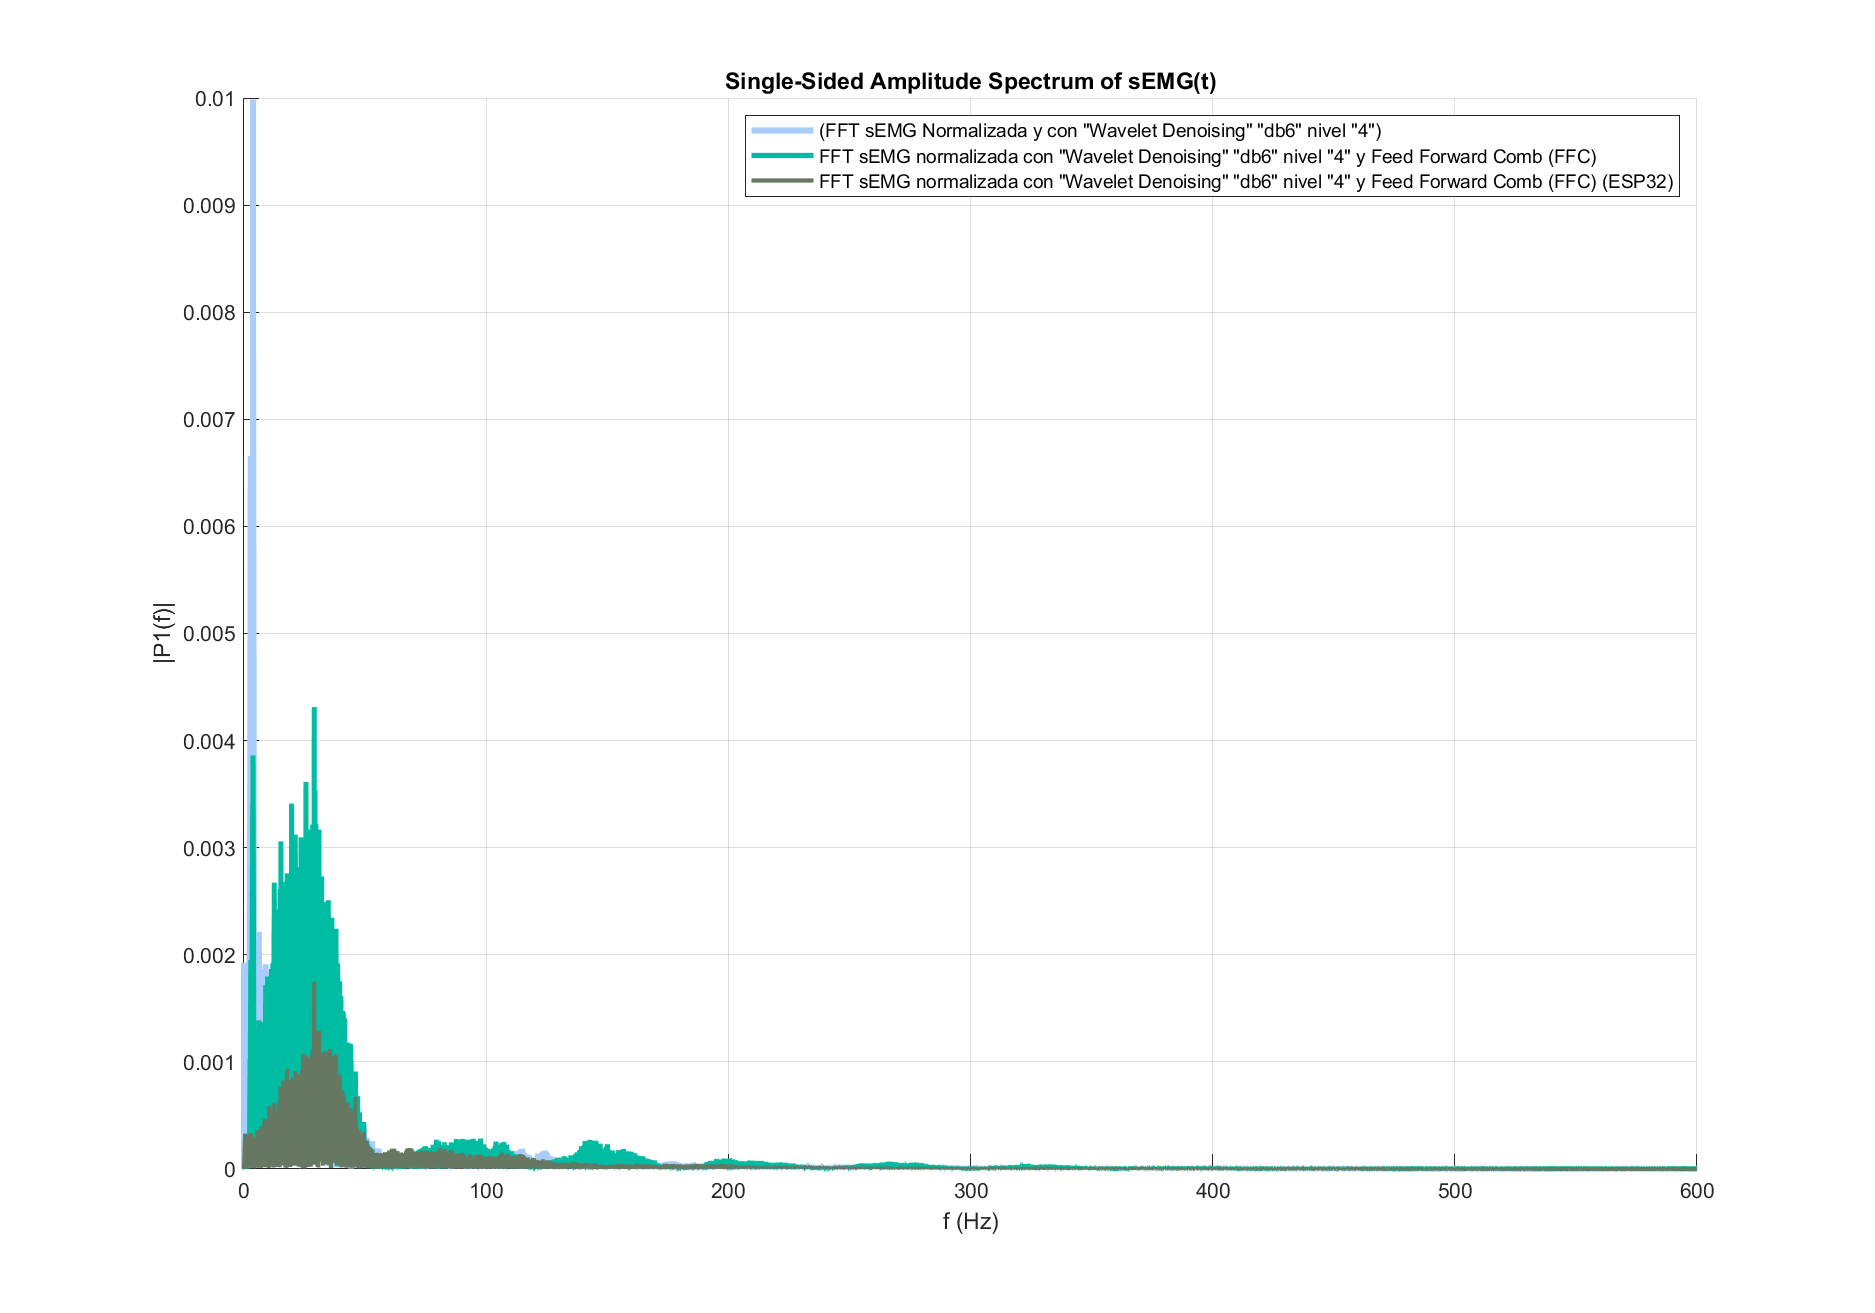 Single-Sided Amplitude Spectrum of sEMG(t)
(FFT sEMG Normalizada y con "Wavelet Denoising" "db6" nivel "4")
FFT sEMG normalizada con "Wavelet Denoising" "db6" nivel "4" y Feed Forward Comb (FFC)
FFT sEMG normalizada con "Wavelet Denoising" "db6" nivel "4" y Feed Forward Comb (FFC) (ESP32)
0.01
0.009
0.008
0.007
0.006
0.005
0.004
0.003
0.002
0.001
0
|P1(f)|
0 100 200 300 400 500 600
f (Hz)